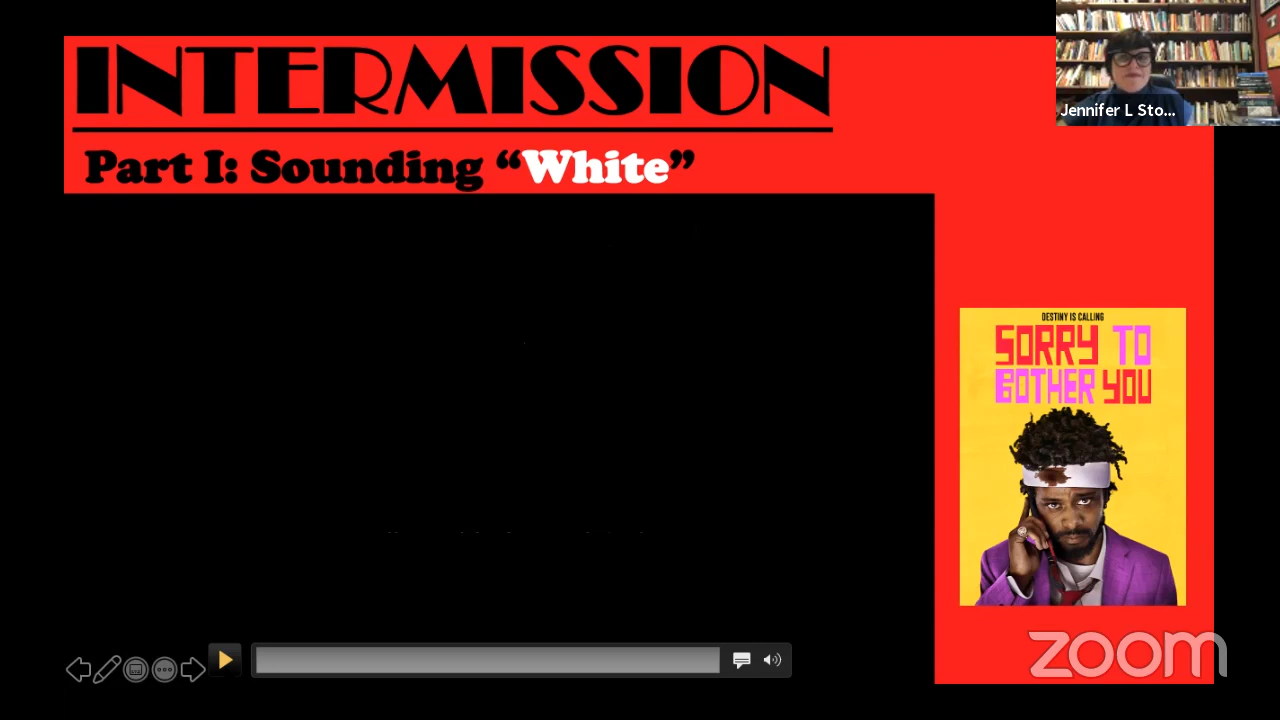 INTERMISSION
Part I: Sounding “White”
Jennifer L Sto...
DESTINY IS CALLING
SORRY TO
BOTHER YOU
zoom